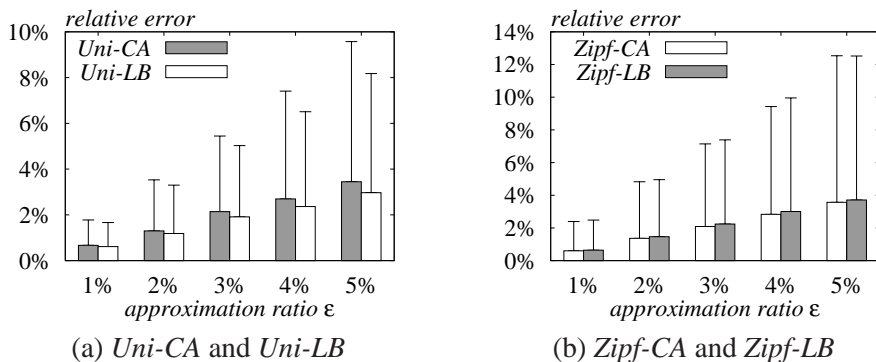 relative error
10%
8%
6%
4%
2%
0%
Uni-CA
Uni-LB
1% 2% 3% 4% 5%
approximation ratio ε
(a) Uni-CA and Uni-LB
relative error
14%
12%
10%
8%
6%
4%
2%
0%
Zipf-CA
Zipf-LB
1% 2% 3% 4% 5%
approximation ratio ε
(b) Zipf-CA and Zipf-LB